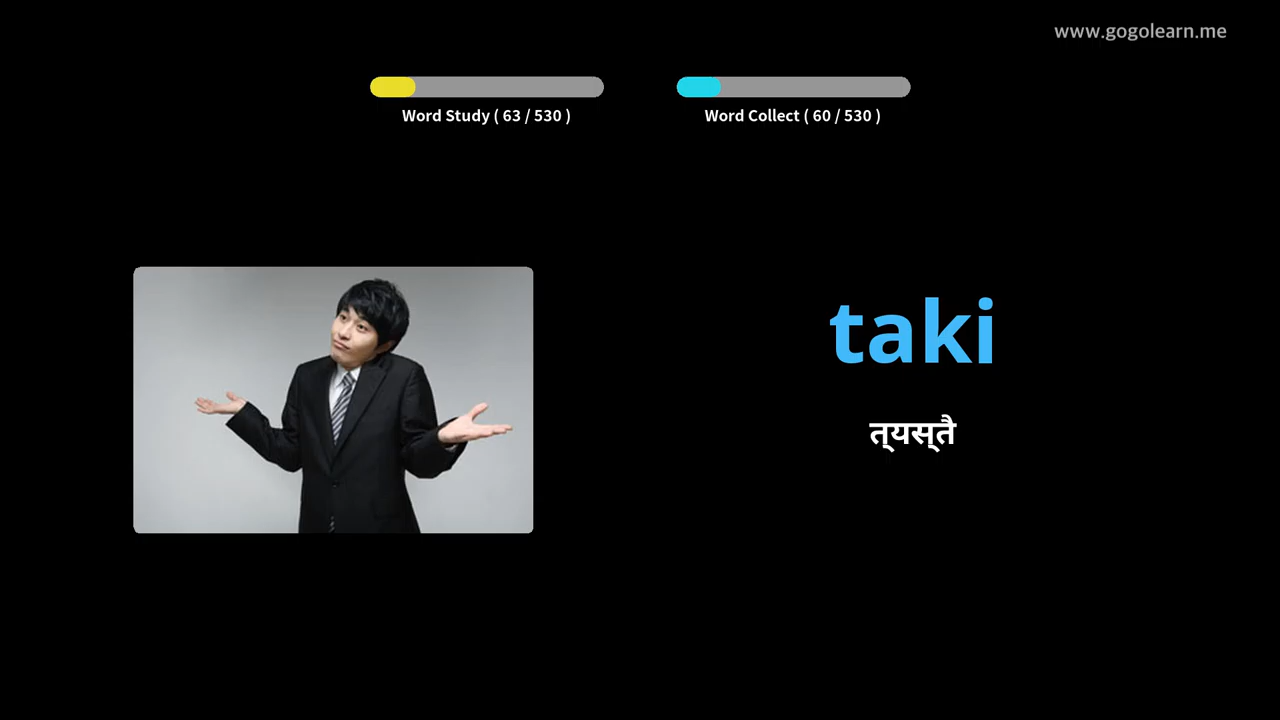 www.gogolearn.me
Word Study ( 63 / 530 )
Word Collect ( 60 / 530 )
taki
त्यस्तै